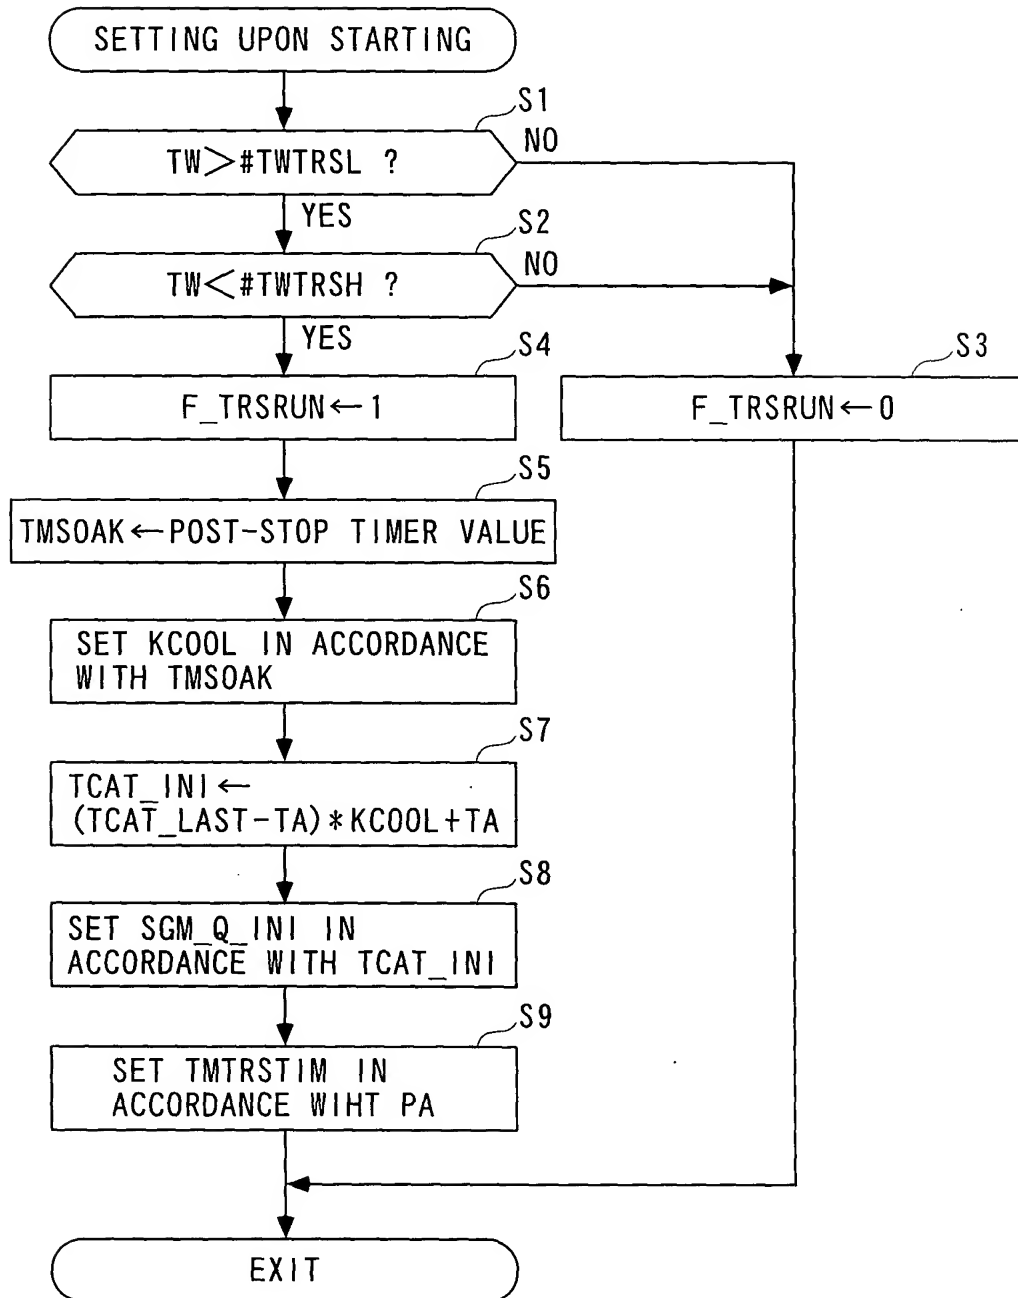 SETTING UPON STARTING
S1
TW>#TWTRSL ?
NO
YES
S2
TW<#TWTRSH ?
NO
YES
S4
F_TRSRUN←1
S3
F_TRSRUN←0
S5
TMSOAK←POST-STOP TIMER VALUE
S6
SET KCOOL IN ACCORDANCE
WITH TMSOAK
S7
TCAT_INI←
(TCAT_LAST-TA)*KCOOL+TA
S8
SET SGM_Q_INI IN
ACCORDANCE WITH TCAT_INI
S9
SET TMTRSTIM IN
ACCORDANCE WIHT PA
EXIT